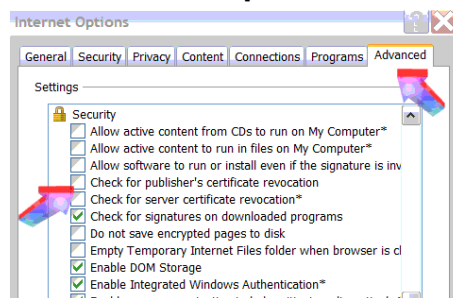 Internet Options
General Security Privacy Content Connections Programs Advanced
Settings
Security
Allow active content from CDs to run on My Computer*
Allow active content to run in files on My Computer*
Allow software to run or install even if the signature is inv
Check for publisher's certificate revocation
Check for server certificate revocation*
Check for signatures on downloaded programs
Do not save encrypted pages to disk
Empty Temporary Internet Files folder when browser is cl
Enable DOM Storage
Enable Integrated Windows Authentication*